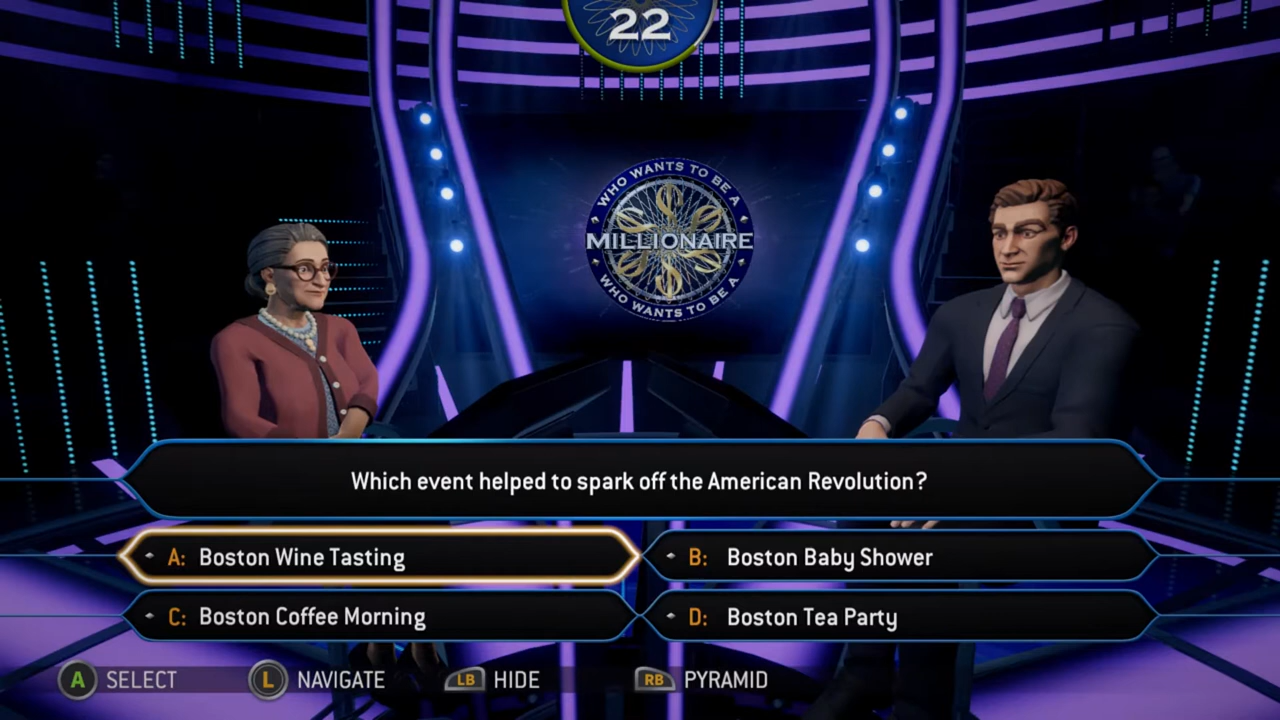 22
WHO WANTS TO BE A
MILLIONAIRE
WHO WANTS TO BE A
Which event helped to spark off the American Revolution?
A: Boston Wine Tasting
B: Boston Baby Shower
C: Boston Coffee Morning
D: Boston Tea Party
A SELECT L NAVIGATE LB HIDE RB PYRAMID